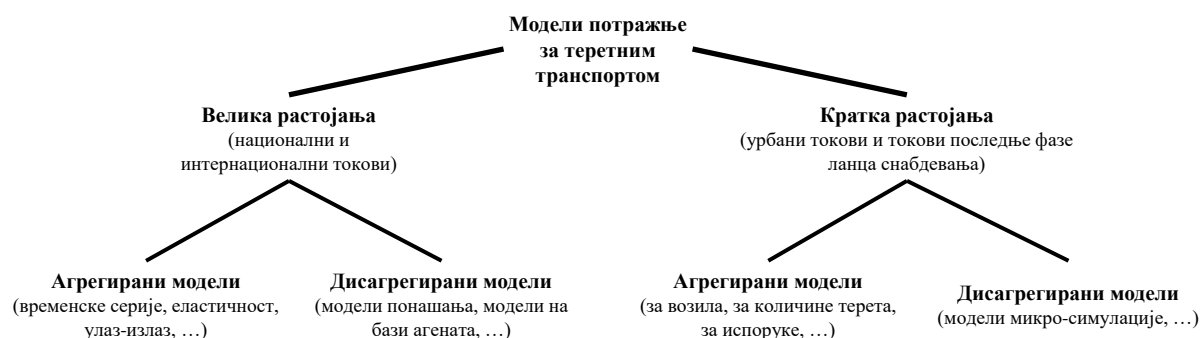 Модели потражње
за теретним
транспортом
Велика растојања
(национални и
интернационални токови)
Кратка растојања
(урбани токови и токови последње фазе
ланца снабдевања)
Агрегирани модели
(временске серије, еластичност,
улаз-излаз, …)
Дисагрегирани модели
(модели понашања, модели на
бази агената, …)
Агрегирани модели
(за возила, за количине терета,
за испоруке, …)
Дисагрегирани модели
(модели микро-симулације, …)